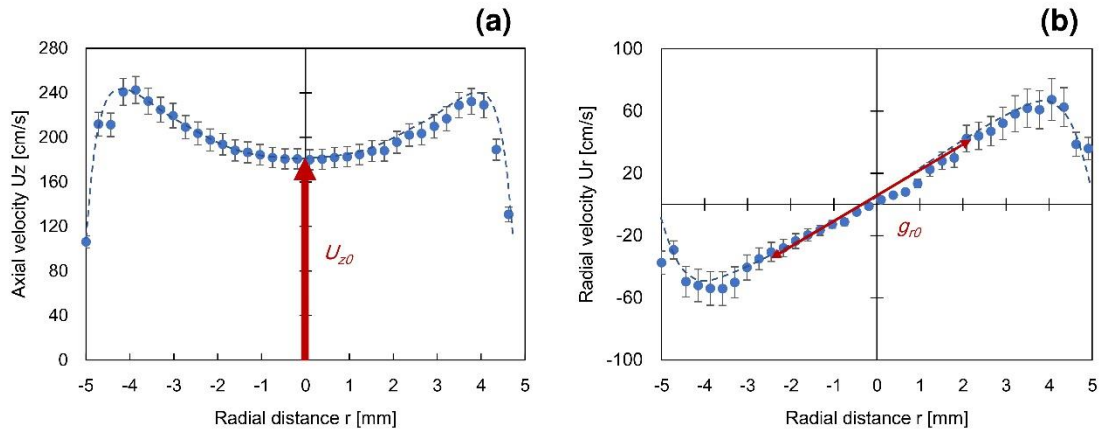 (a)
Axial velocity Uz [cm/s]
280
240
200
160
120
80
40
0
U_z0
-5 -4 -3 -2 -1 0 1 2 3 4 5
Radial distance r [mm]
(b)
Radial velocity Ur [cm/s]
100
60
20
-20
-60
-100
g_r0
-5 -4 -3 -2 -1 0 1 2 3 4 5
Radial distance r [mm]